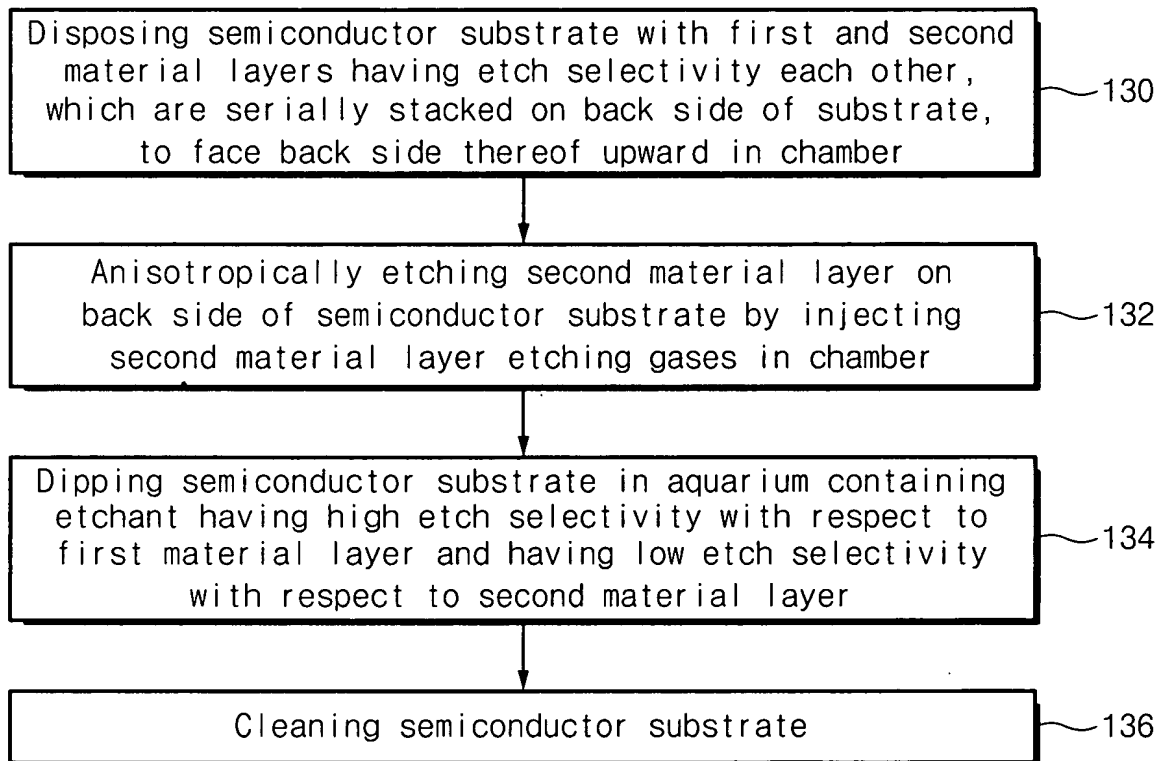 Disposing semiconductor substrate with first and second
material layers having etch selectivity each other,
which are serially stacked on back side of substrate,
to face back side thereof upward in chamber
130
Anisotropically etching second material layer on
back side of semiconductor substrate by injecting
second material layer etching gases in chamber
132
Dipping semiconductor substrate in aquarium containing
etchant having high etch selectivity with respect to
first material layer and having low etch selectivity
with respect to second material layer
134
Cleaning semiconductor substrate
136